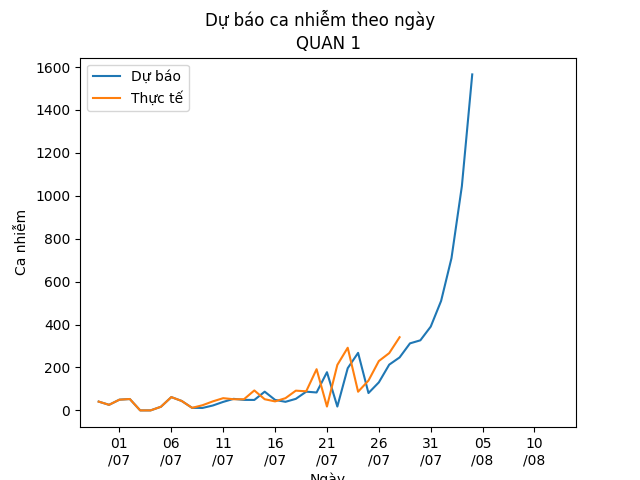 Dự báo ca nhiễm theo ngày
QUAN 1
Dự báo
Thực tế
1600
1400
1200
1000
800
600
400
200
0
Ca nhiễm
01 06 11 16 21 26 31 05 10
/07 /07 /07 /07 /07 /07 /07 /08 /08
Ngày